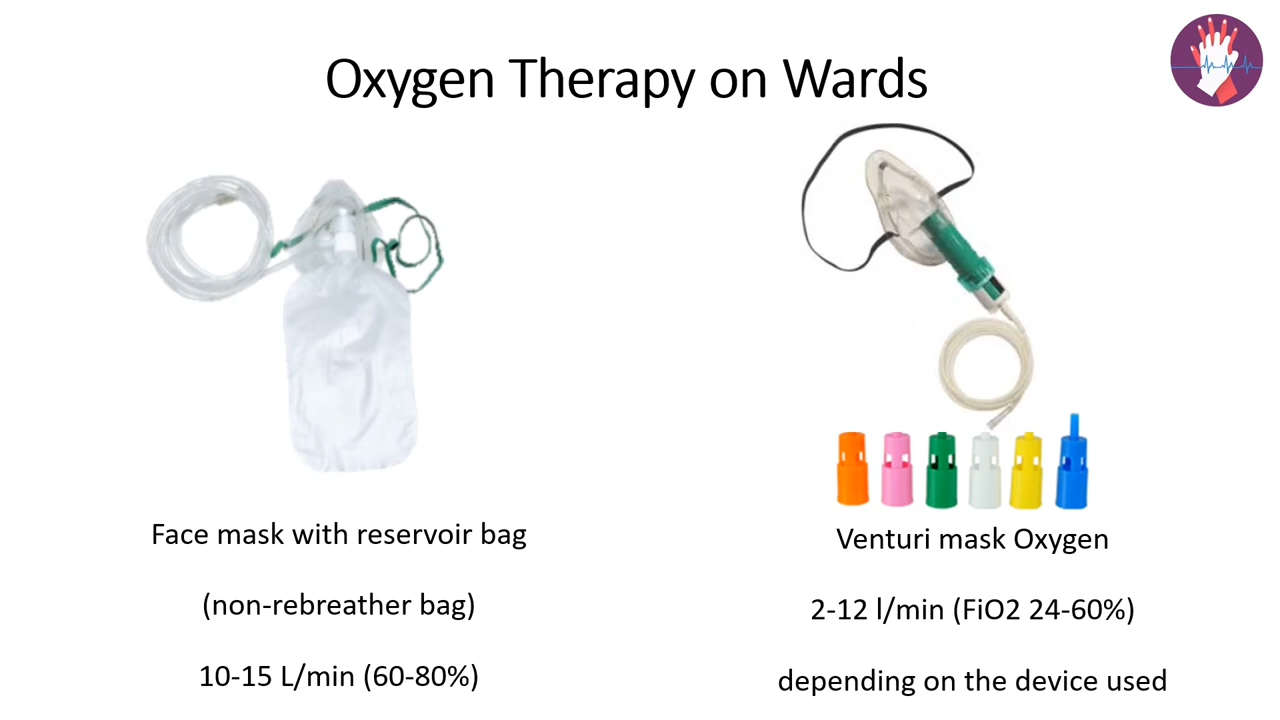 Oxygen Therapy on Wards
Face mask with reservoir bag
(non-rebreather bag)
10-15 L/min (60-80%)
Venturi mask Oxygen
2-12 l/min (FiO2 24-60%)
depending on the device used